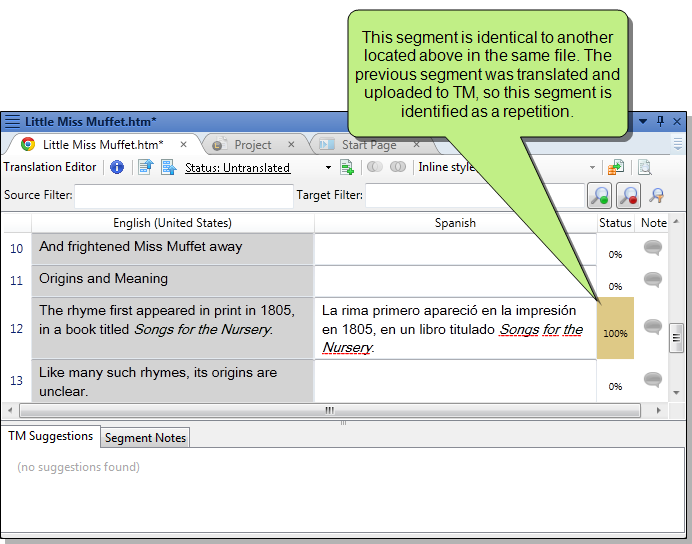 This segment is identical to another
located above in the same file. The
previous segment was translated and
uploaded to TM, so this segment is
identified as a repetition.
Little Miss Muffet.htm*
Little Miss Muffet.htm*
Project
Start Page
Translation Editor
Status: Untranslated
Inline style
Source Filter:
Target Filter:
English (United States)
Spanish
Status
Note
10
And frightened Miss Muffet away
0%
11
Origins and Meaning
0%
12
The rhyme first appeared in print in 1805,
in a book titled Songs for the Nursery.
La rima primero apareció en la impresión
en 1805, en un libro titulado Songs for the
Nursery.
100%
13
Like many such rhymes, its origins are
unclear.
0%
TM Suggestions
Segment Notes
(no suggestions found)